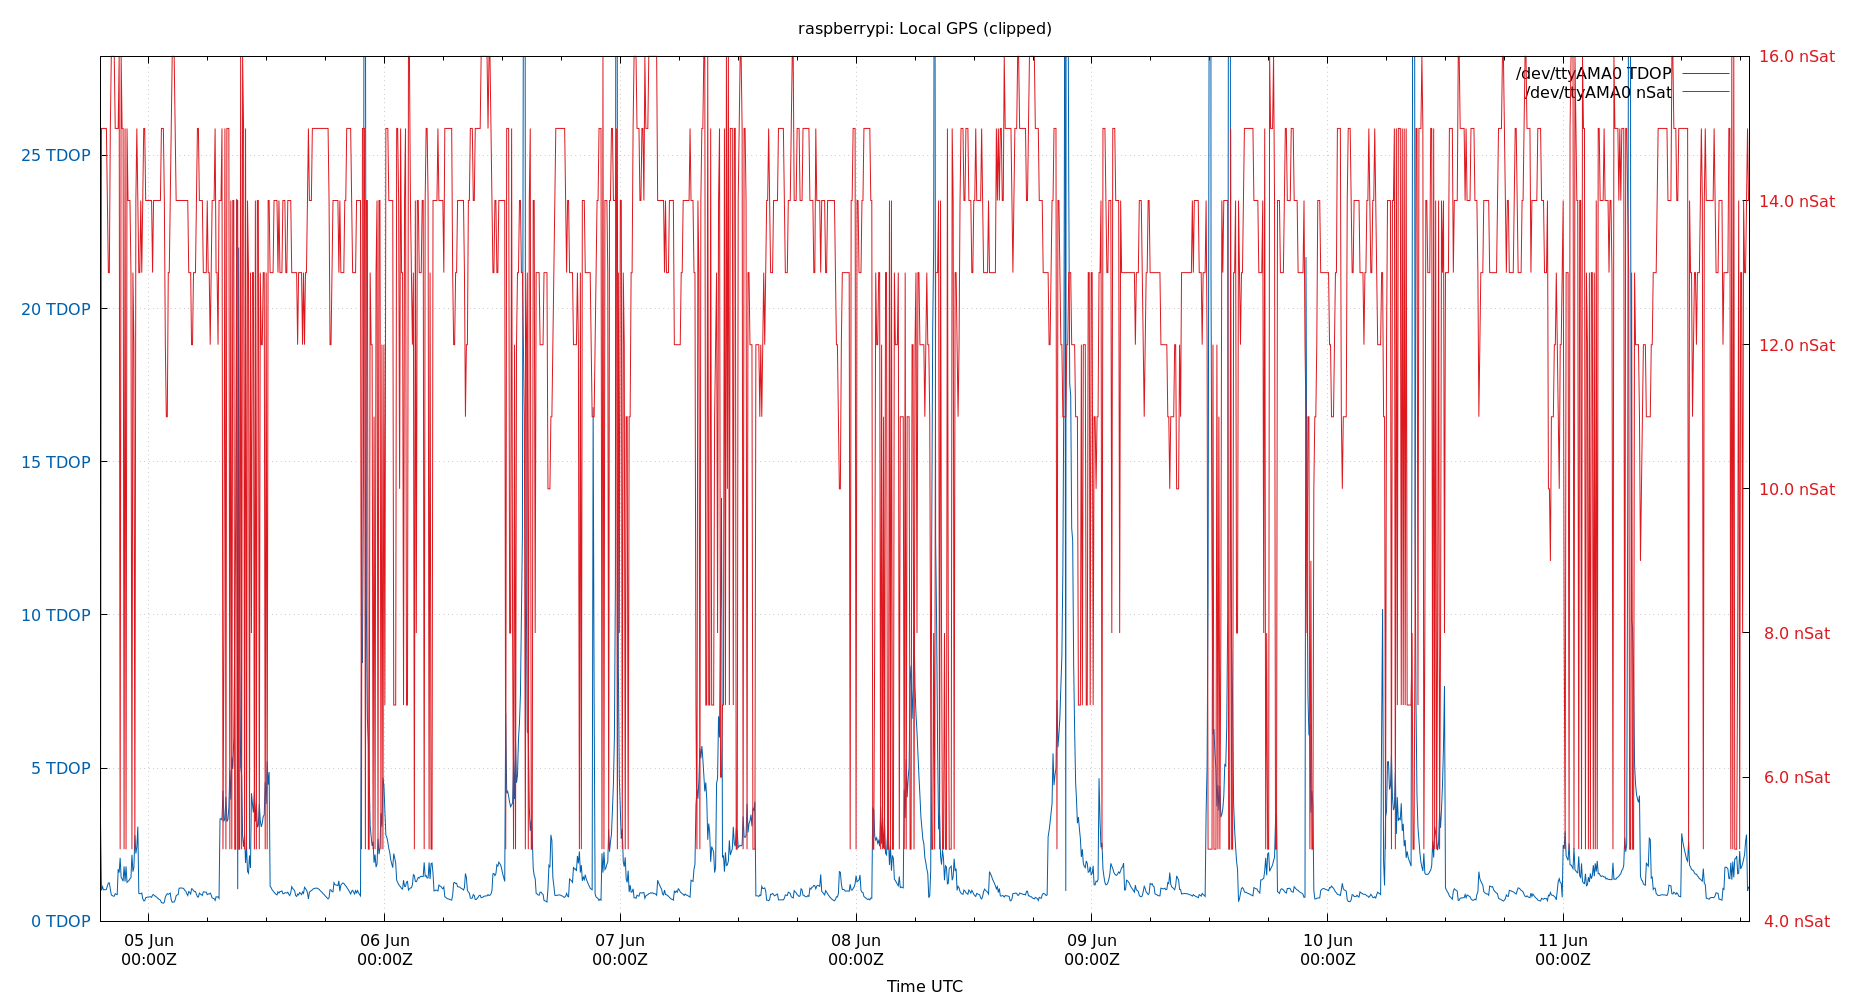 raspberrypi: Local GPS (clipped)
/dev/ttyAMA0 TDOP
/dev/ttyAMA0 nSat
25 TDOP
20 TDOP
15 TDOP
10 TDOP
5 TDOP
0 TDOP
16.0 nSat
14.0 nSat
12.0 nSat
10.0 nSat
8.0 nSat
6.0 nSat
4.0 nSat
05 Jun
00:00Z
06 Jun
00:00Z
07 Jun
00:00Z
08 Jun
00:00Z
09 Jun
00:00Z
10 Jun
00:00Z
11 Jun
00:00Z
Time UTC